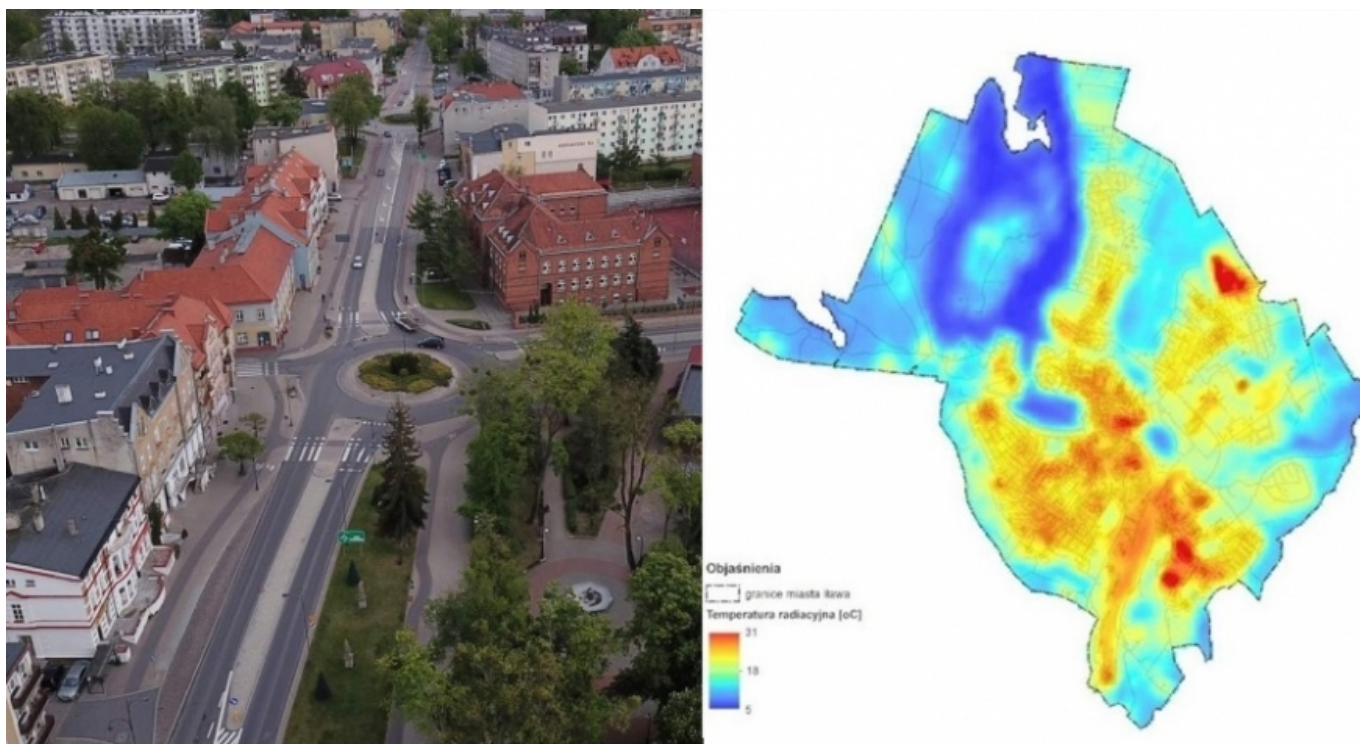 Objaśnienia
granice miasta Iława
Temperatura radiacyjna [oC]
31
18
5